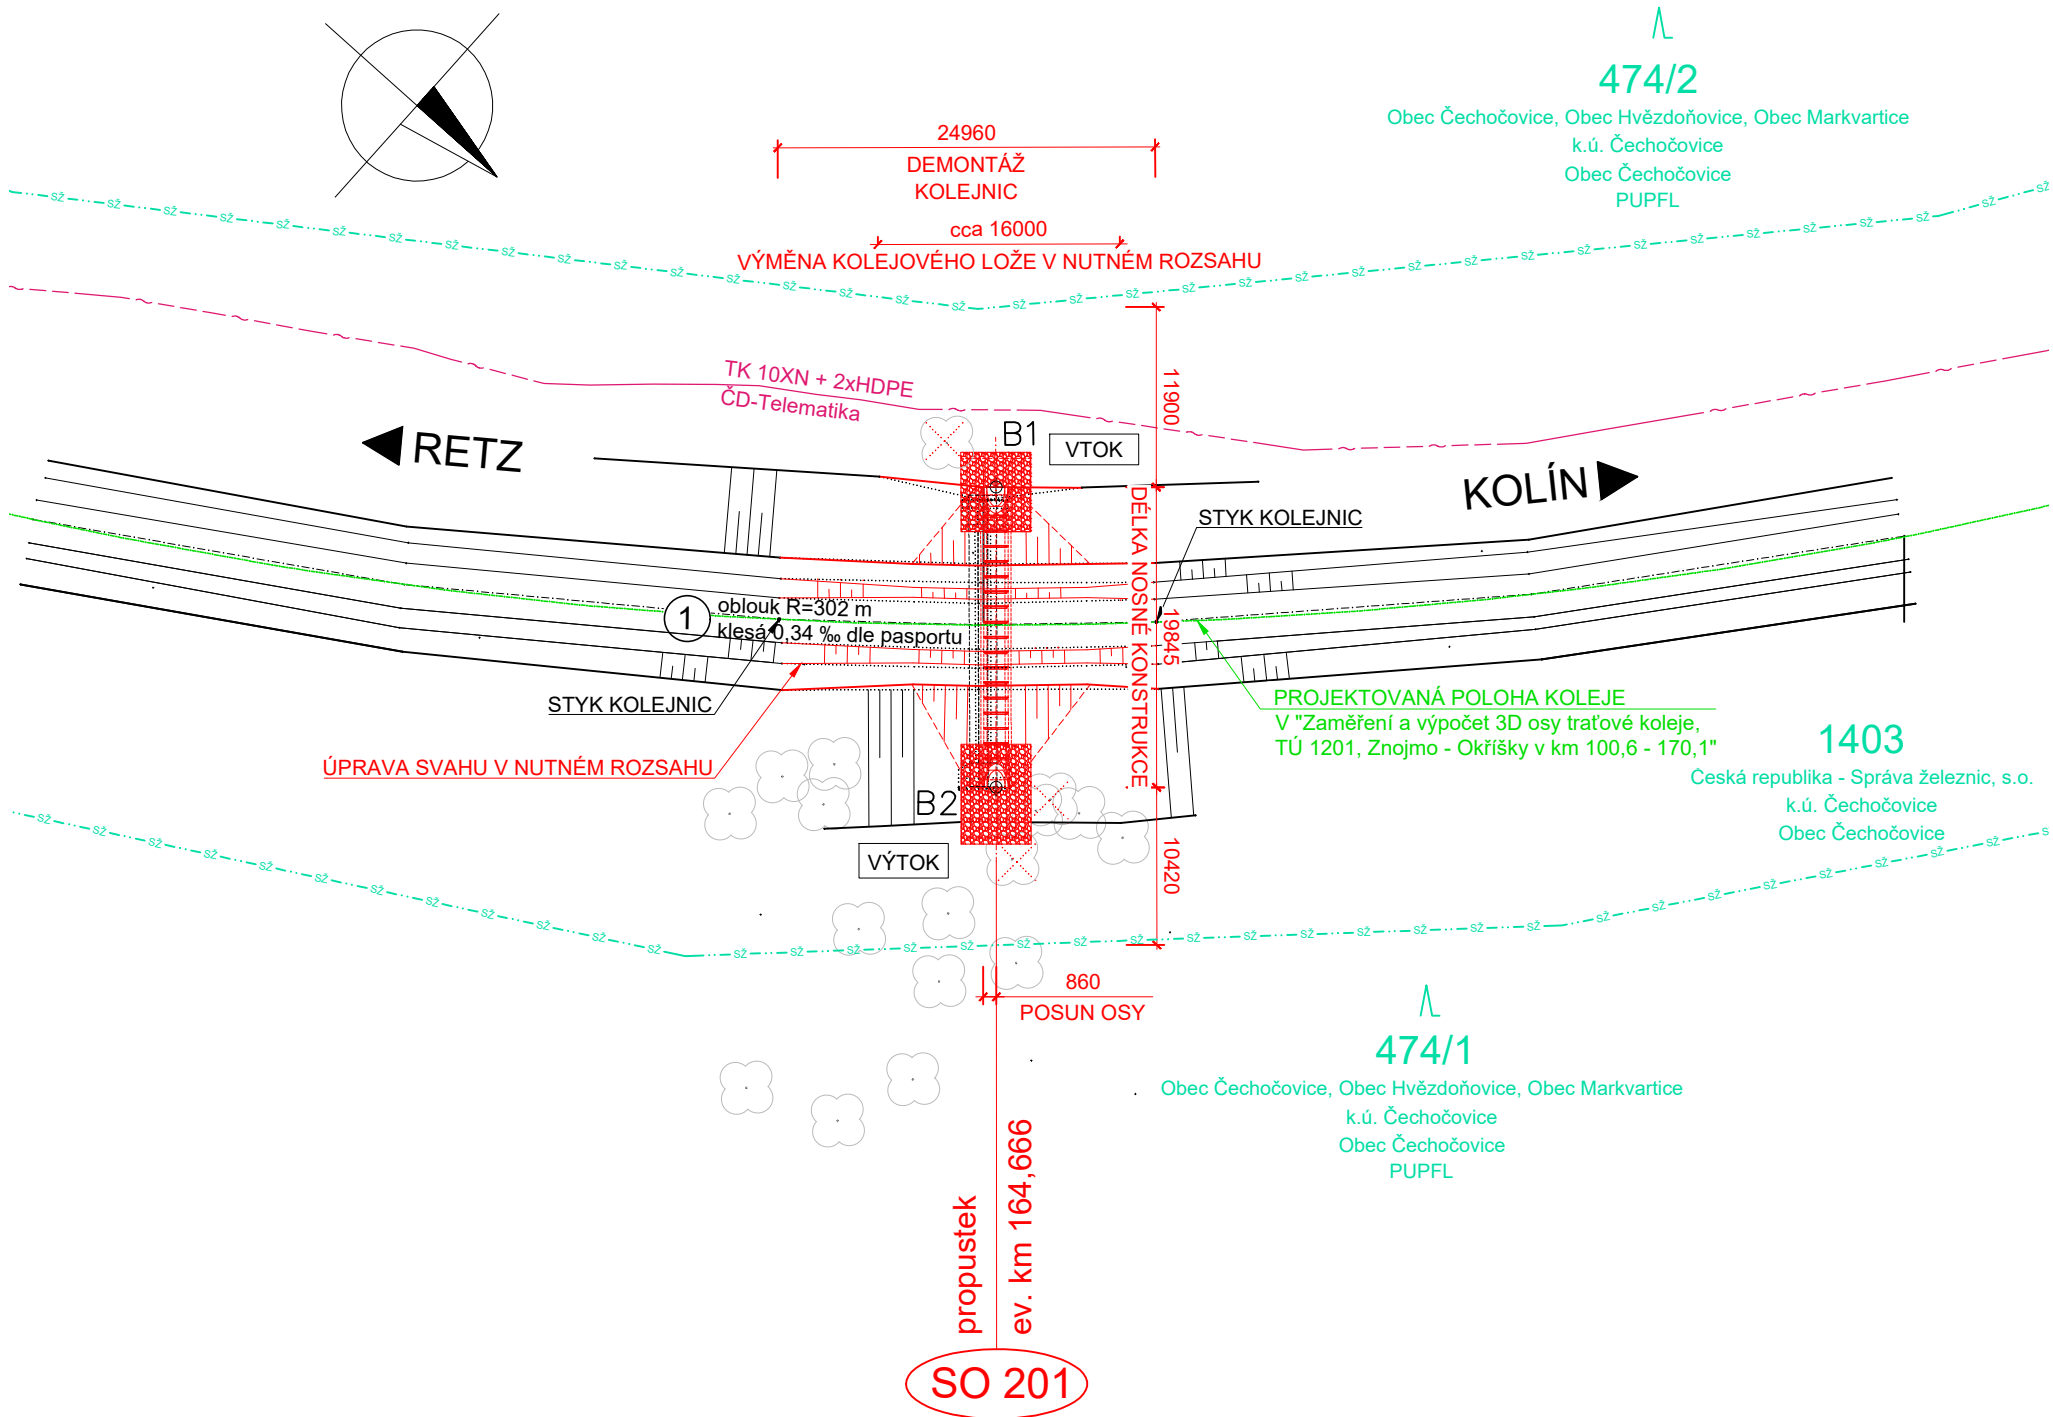 474/2
Obec Čechočovice, Obec Hvězdoňovice, Obec Markvartice
k.ú. Čechočovice
Obec Čechočovice
PUPFL
24960
DEMONTÁŽ
KOLEJNIC
cca 16000
VÝMĚNA KOLEJOVÉHO LOŽE V NUTNÉM ROZSAHU
TK 10XN + 2xHDPE
ČD-Telematika
11900
RETZ
B1
VTOK
KOLÍN
STYK KOLEJNIC
DÉLKA NOSNÉ KONSTRUKCE
19845
1
oblouk R=302 m
klesá 0,34 ‰ dle pasportu
STYK KOLEJNIC
ÚPRAVA SVAHU V NUTNÉM ROZSAHU
PROJEKTOVANÁ POLOHA KOLEJE
V "Zaměření a výpočet 3D osy traťové koleje,
TÚ 1201, Znojmo - Okříšky v km 100,6 - 170,1"
1403
Česká republika - Správa železnic, s.o.
k.ú. Čechočovice
Obec Čechočovice
B2
VÝTOK
10420
860
POSUN OSY
474/1
Obec Čechočovice, Obec Hvězdoňovice, Obec Markvartice
k.ú. Čechočovice
Obec Čechočovice
PUPFL
propustek
ev. km 164,666
SO 201